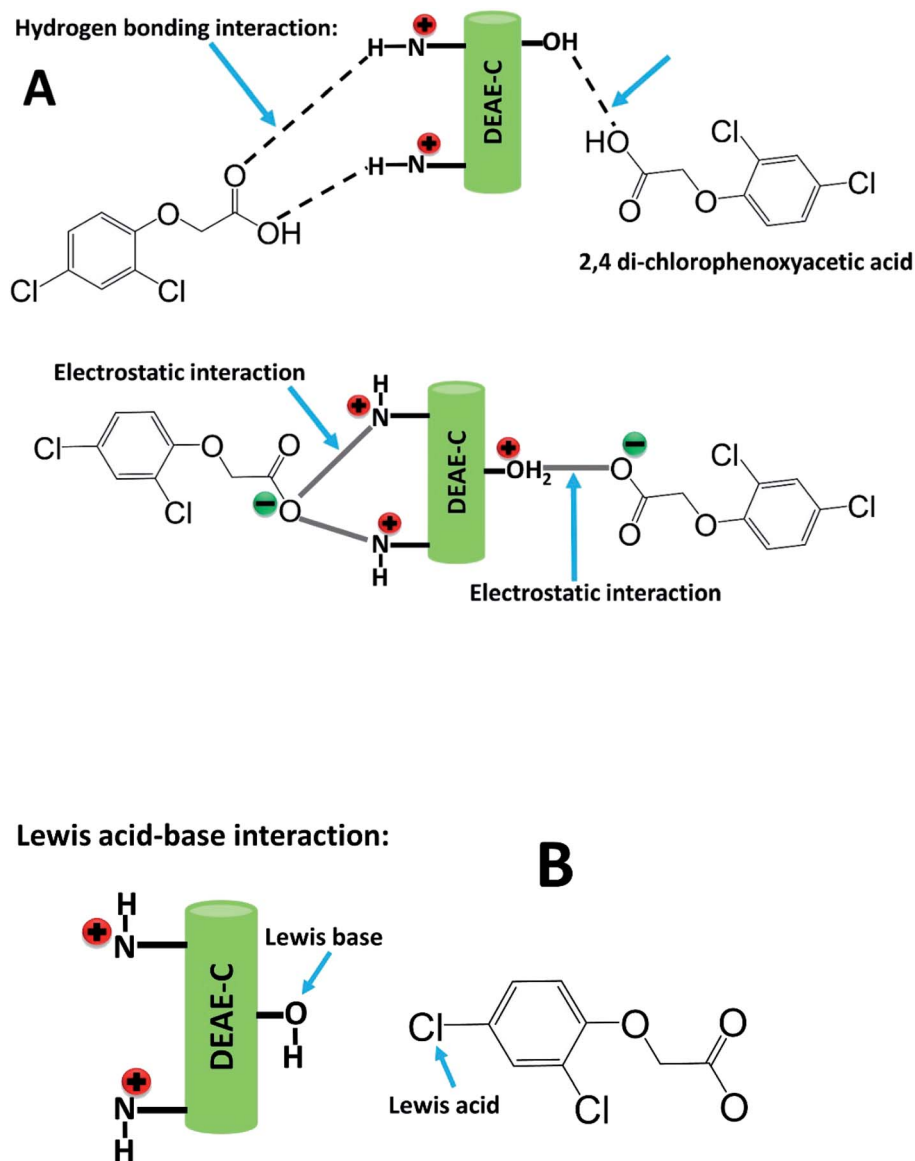 Hydrogen bonding interaction:
A
H-N
+
DEAE-C
OH
H-N
+
O
O
OH
Cl
Cl
HO
O
O
Cl
Cl
2,4 di-chlorophenoxyacetic acid
Electrostatic interaction
Cl
Cl
O
O
O
−
H
N
+
N
+
H
DEAE-C
+
OH2
−
O
O
O
Cl
Cl
Electrostatic interaction
Lewis acid-base interaction:
B
H
+
N
+
N
H
DEAE-C
Lewis base
O
H
Cl
Lewis acid
Cl
O
O
O